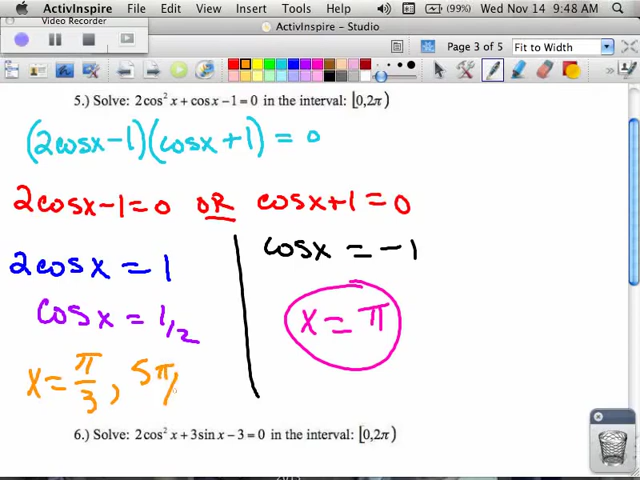 ActivInspire File Edit View Insert Tools Help (99%) Wed Nov 14 9:48 AM
Video Recorder
ActivInspire - Studio
Page 3 of 5 Fit to Width
5.) Solve: 2cos² x + cos x − 1 = 0 in the interval: [0,2π)
(2cosx−1)(cosx+1) = 0
2cosx−1=0 OR cosx+1=0
2cosx = 1
cosx = 1/2
x = π/3, 5π/
cosx = −1
x = π
6.) Solve: 2cos² x + 3sin x − 3 = 0 in the interval: [0,2π)